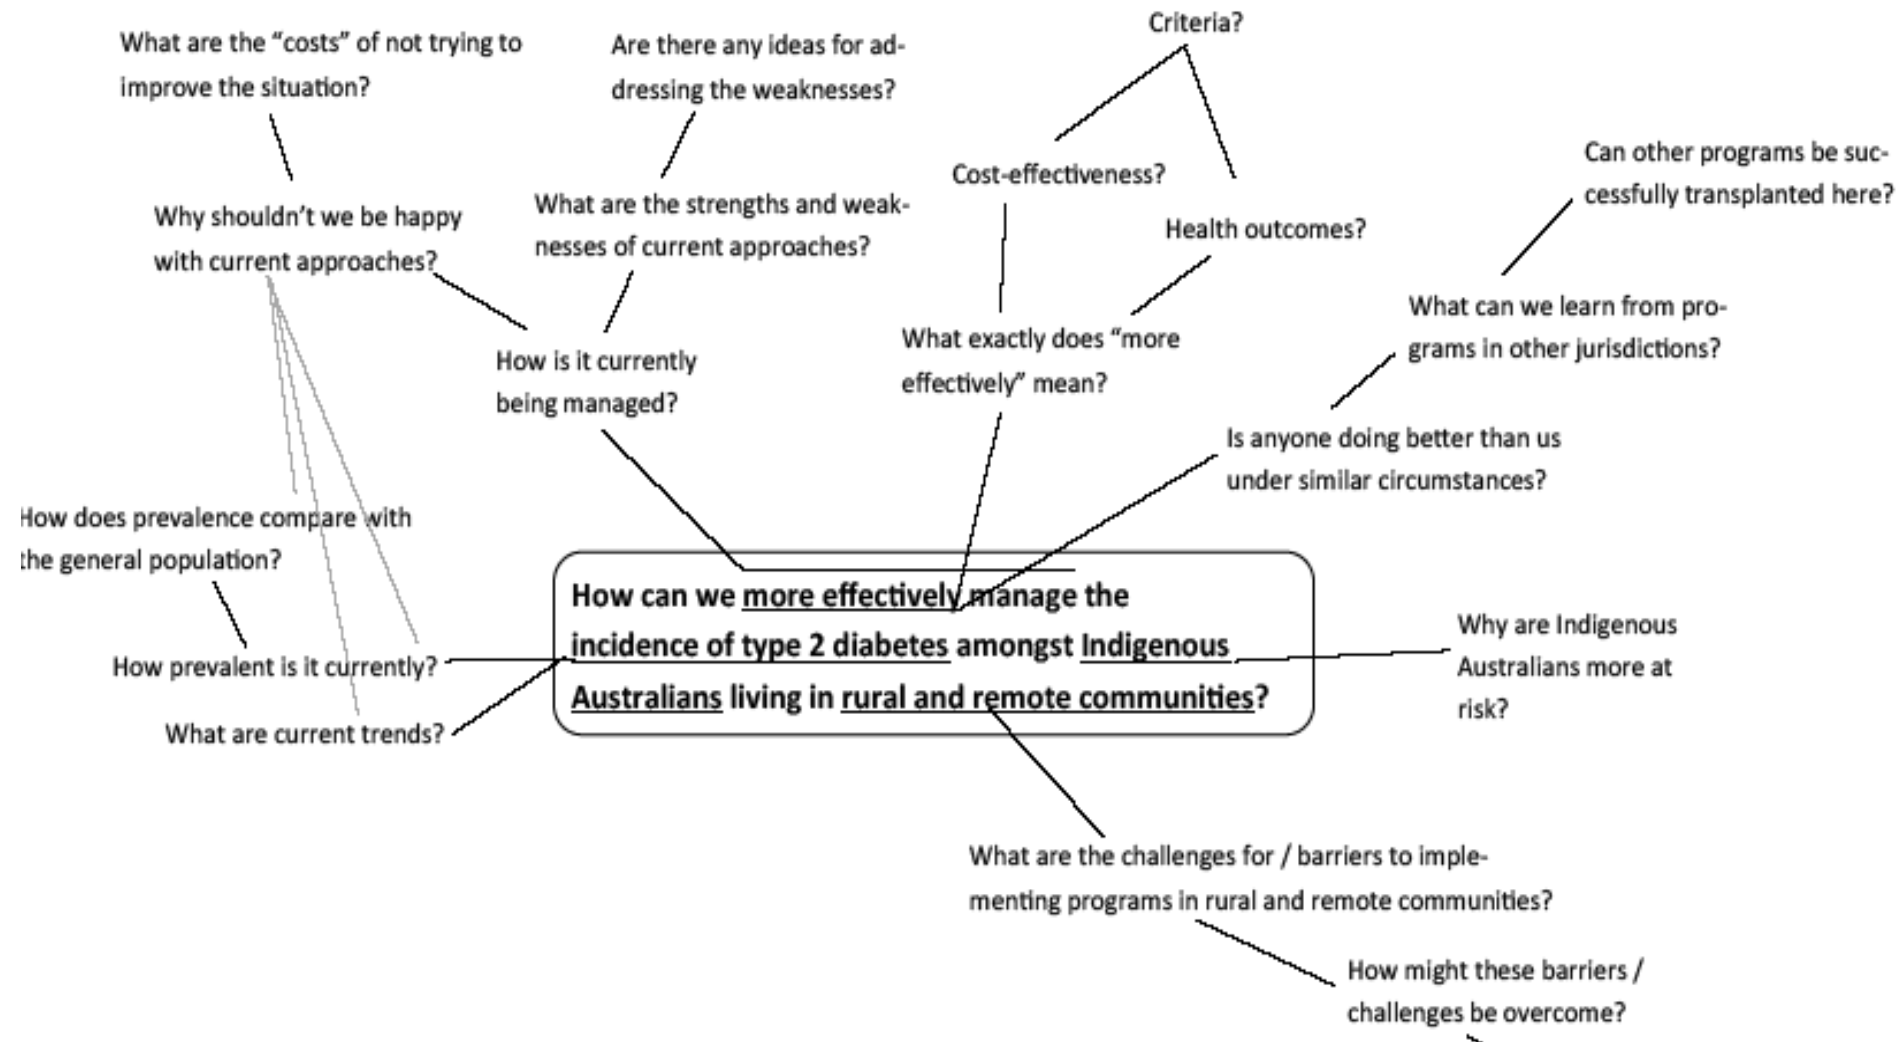 Criteria?
What are the “costs” of not trying to
improve the situation?
Are there any ideas for ad-
dressing the weaknesses?
Cost-effectiveness?
Can other programs be suc-
cessfully transplanted here?
Why shouldn’t we be happy
with current approaches?
What are the strengths and weak-
nesses of current approaches?
Health outcomes?
What can we learn from pro-
grams in other jurisdictions?
How is it currently
being managed?
What exactly does “more
effectively” mean?
Is anyone doing better than us
under similar circumstances?
How does prevalence compare with
the general population?
How can we more effectively manage the
incidence of type 2 diabetes amongst Indigenous
Australians living in rural and remote communities?
How prevalent is it currently?
What are current trends?
Why are Indigenous
Australians more at
risk?
What are the challenges for / barriers to imple-
menting programs in rural and remote communities?
How might these barriers /
challenges be overcome?